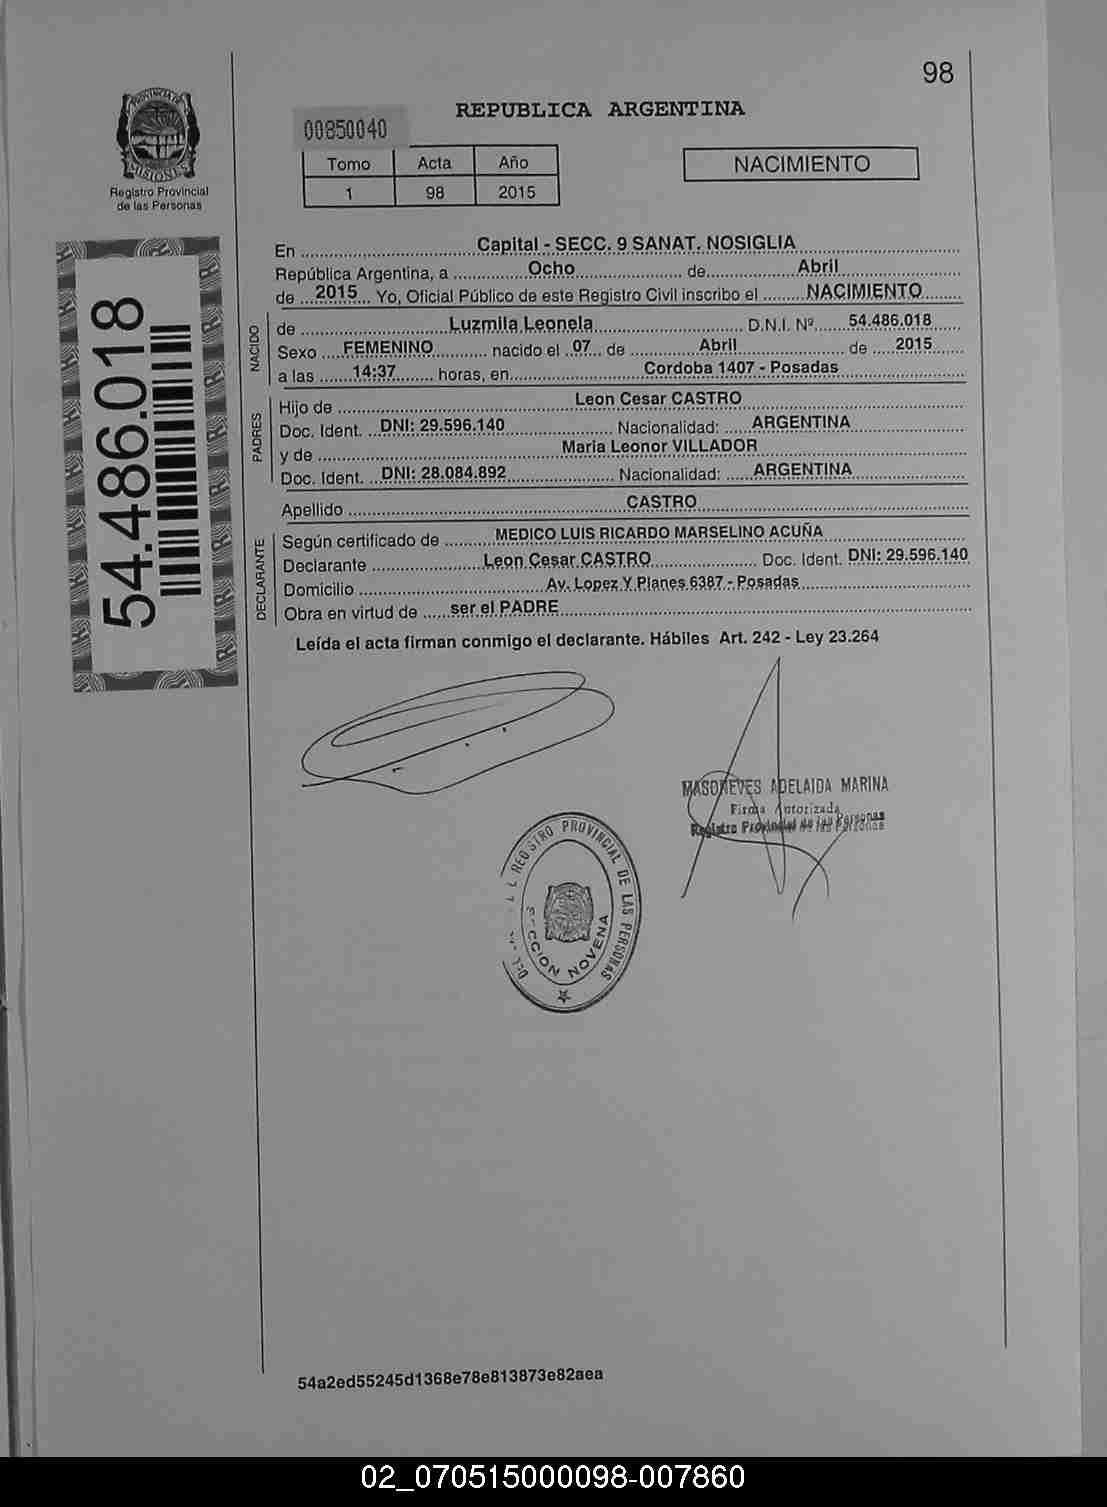 98
PROVINCIA DE
MISIONES
Registro Provincial
de las Personas
REPUBLICA ARGENTINA
00850040
Tomo Acta Año
1 98 2015
NACIMIENTO
54.486.018
En Capital - SECC. 9 SANAT. NOSIGLIA
República Argentina, a Ocho de Abril
de 2015 Yo, Oficial Público de este Registro Civil inscribo el NACIMIENTO
NACIDO
de Luzmila Leonela D.N.I. Nº 54.486.018
Sexo FEMENINO nacido el 07 de Abril de 2015
a las 14:37 horas, en Cordoba 1407 - Posadas
PADRES
Hijo de Leon Cesar CASTRO
Doc. Ident. DNI: 29.596.140 Nacionalidad: ARGENTINA
y de Maria Leonor VILLADOR
Doc. Ident. DNI: 28.084.892 Nacionalidad: ARGENTINA
Apellido CASTRO
DECLARANTE
Según certificado de MEDICO LUIS RICARDO MARSELINO ACUÑA
Declarante Leon Cesar CASTRO Doc. Ident. DNI: 29.596.140
Domicilio Av. Lopez Y Planes 6387 - Posadas
Obra en virtud de ser el PADRE
Leída el acta firman conmigo el declarante. Hábiles Art. 242 - Ley 23.264
MASONEVES ADELAIDA MARINA
Firma Autorizada
Registro Provincial de las Personas
REGISTRO PROVINCIAL DE LAS PERSONAS
SECCION NOVENA
54a2ed55245d1368e78e813873e82aea
02_070515000098-007860